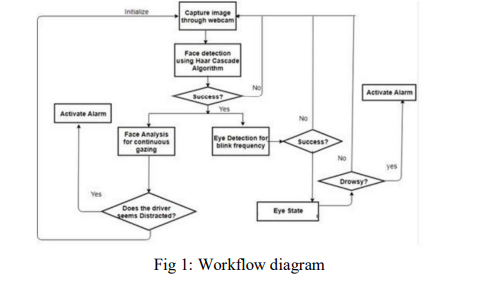 Initialize
Capture image
through webcam
Face detection
using Haar Cascade
Algorithm
No
Success?
Yes
Activate Alarm
Activate Alarm
Face Analysis
for continuous
gazing
Eye Detection for
blink frequency
No
Success?
No
yes
Drowsy?
Yes
Does the driver
seems Distracted?
Eye State
Fig 1: Workflow diagram